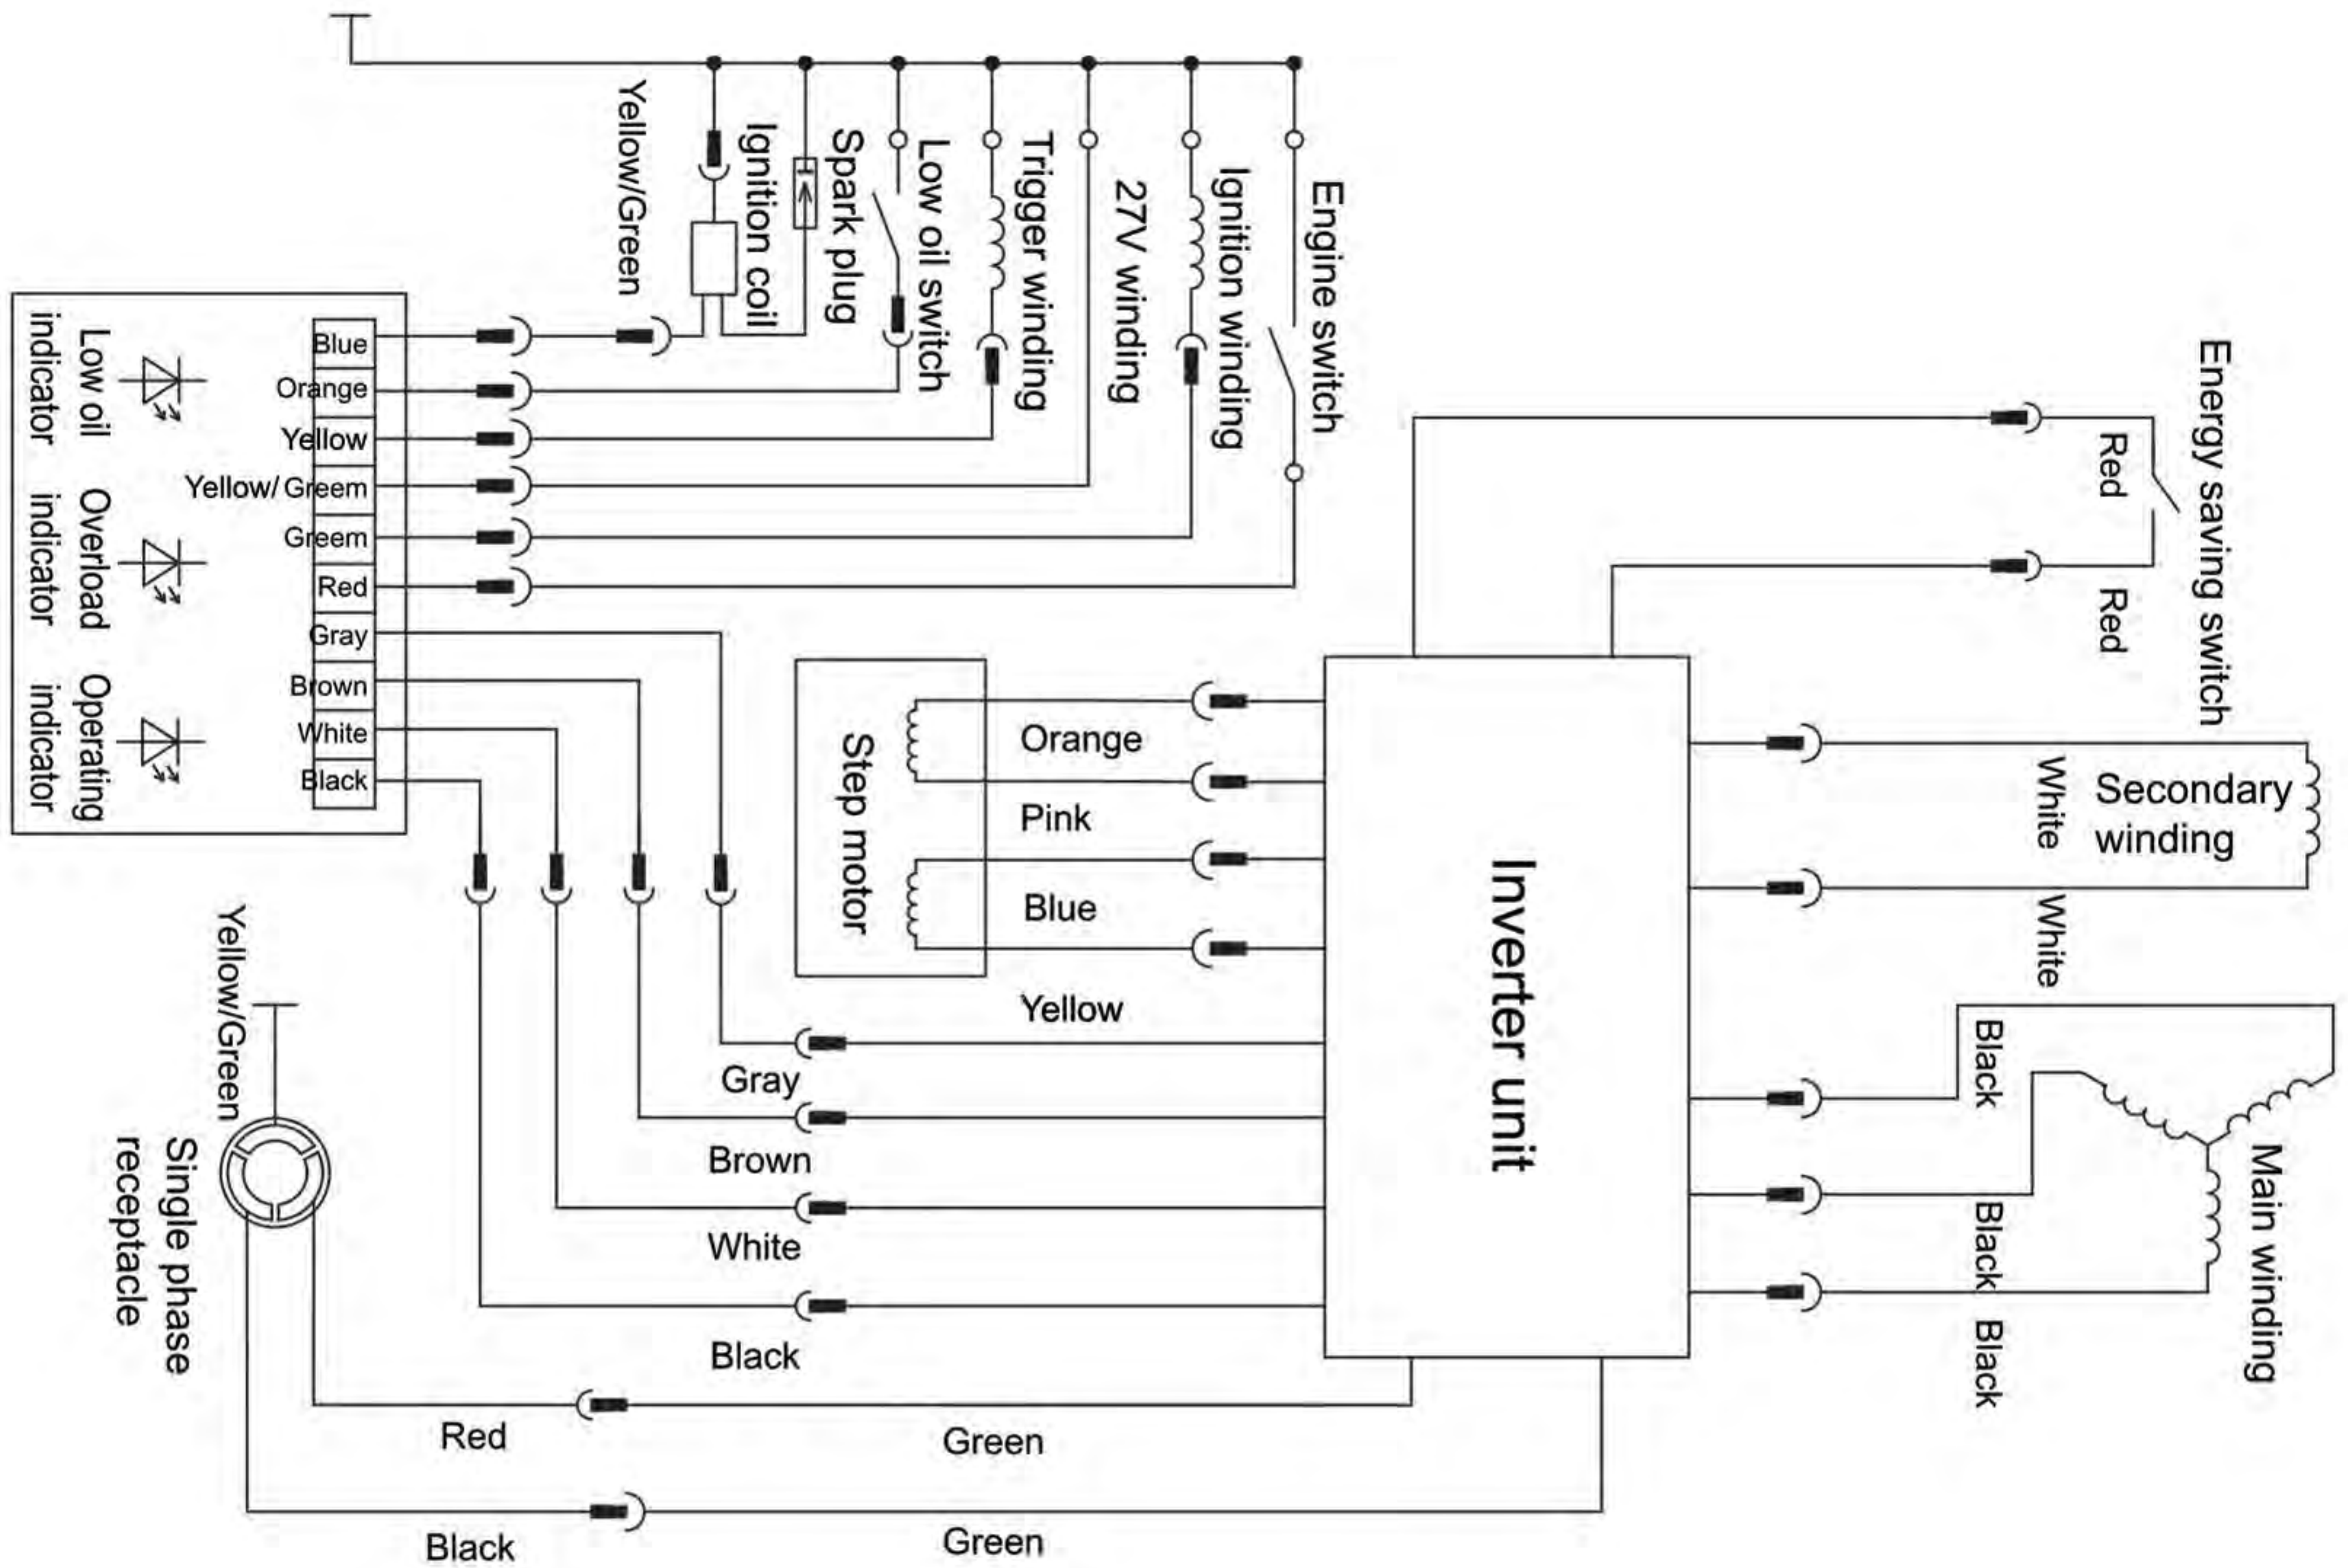 Yellow/Green
Ignition coil
Spark plug
Low oil switch
Trigger winding
27V winding
Ignition winding
Engine switch
Energy saving switch
Red
Red
Low oil
indicator
Overload
indicator
Operating
indicator
Blue
Orange
Yellow
Yellow/ Greem
Greem
Red
Gray
Brown
White
Black
Step motor
Orange
Pink
Blue
Yellow
Inverter unit
White
White
Secondary
winding
Black
Black
Black
Main winding
Gray
Brown
White
Black
Yellow/Green
Single phase
receptacle
Red
Green
Black
Green